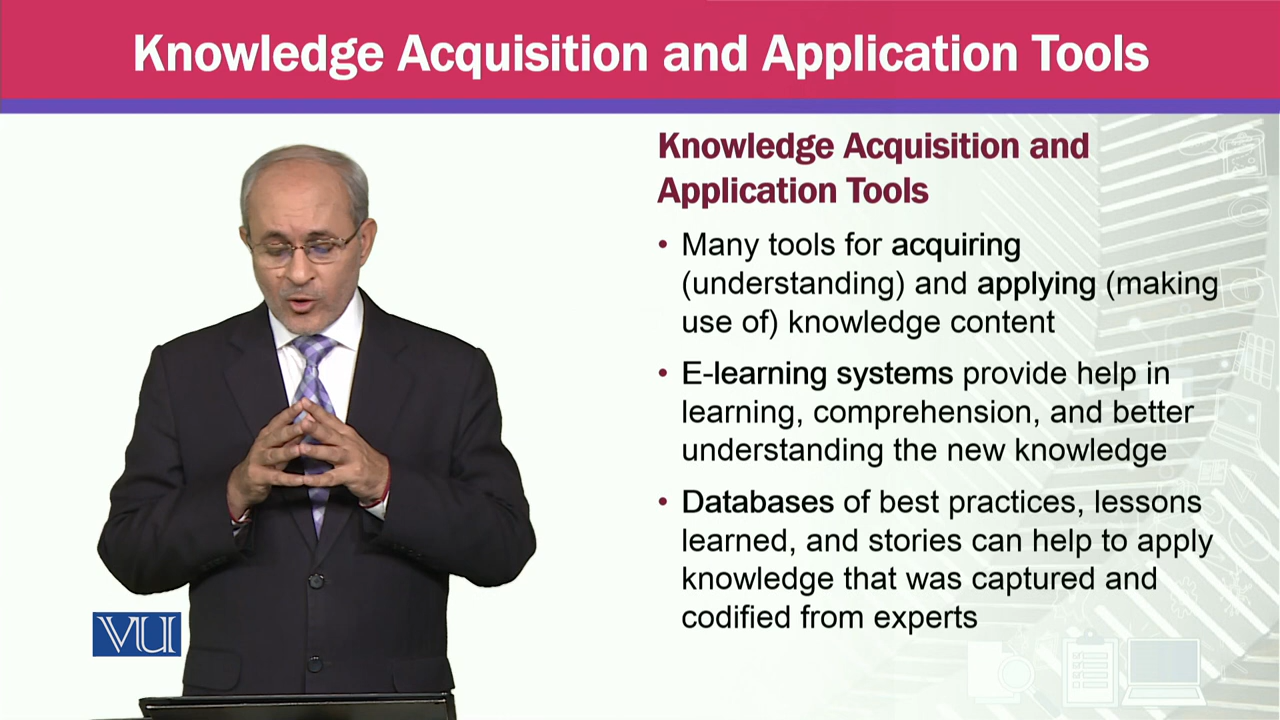 Knowledge Acquisition and Application Tools
Knowledge Acquisition and
Application Tools
• Many tools for acquiring
(understanding) and applying (making
use of) knowledge content
• E-learning systems provide help in
learning, comprehension, and better
understanding the new knowledge
• Databases of best practices, lessons
learned, and stories can help to apply
knowledge that was captured and
codified from experts
VU